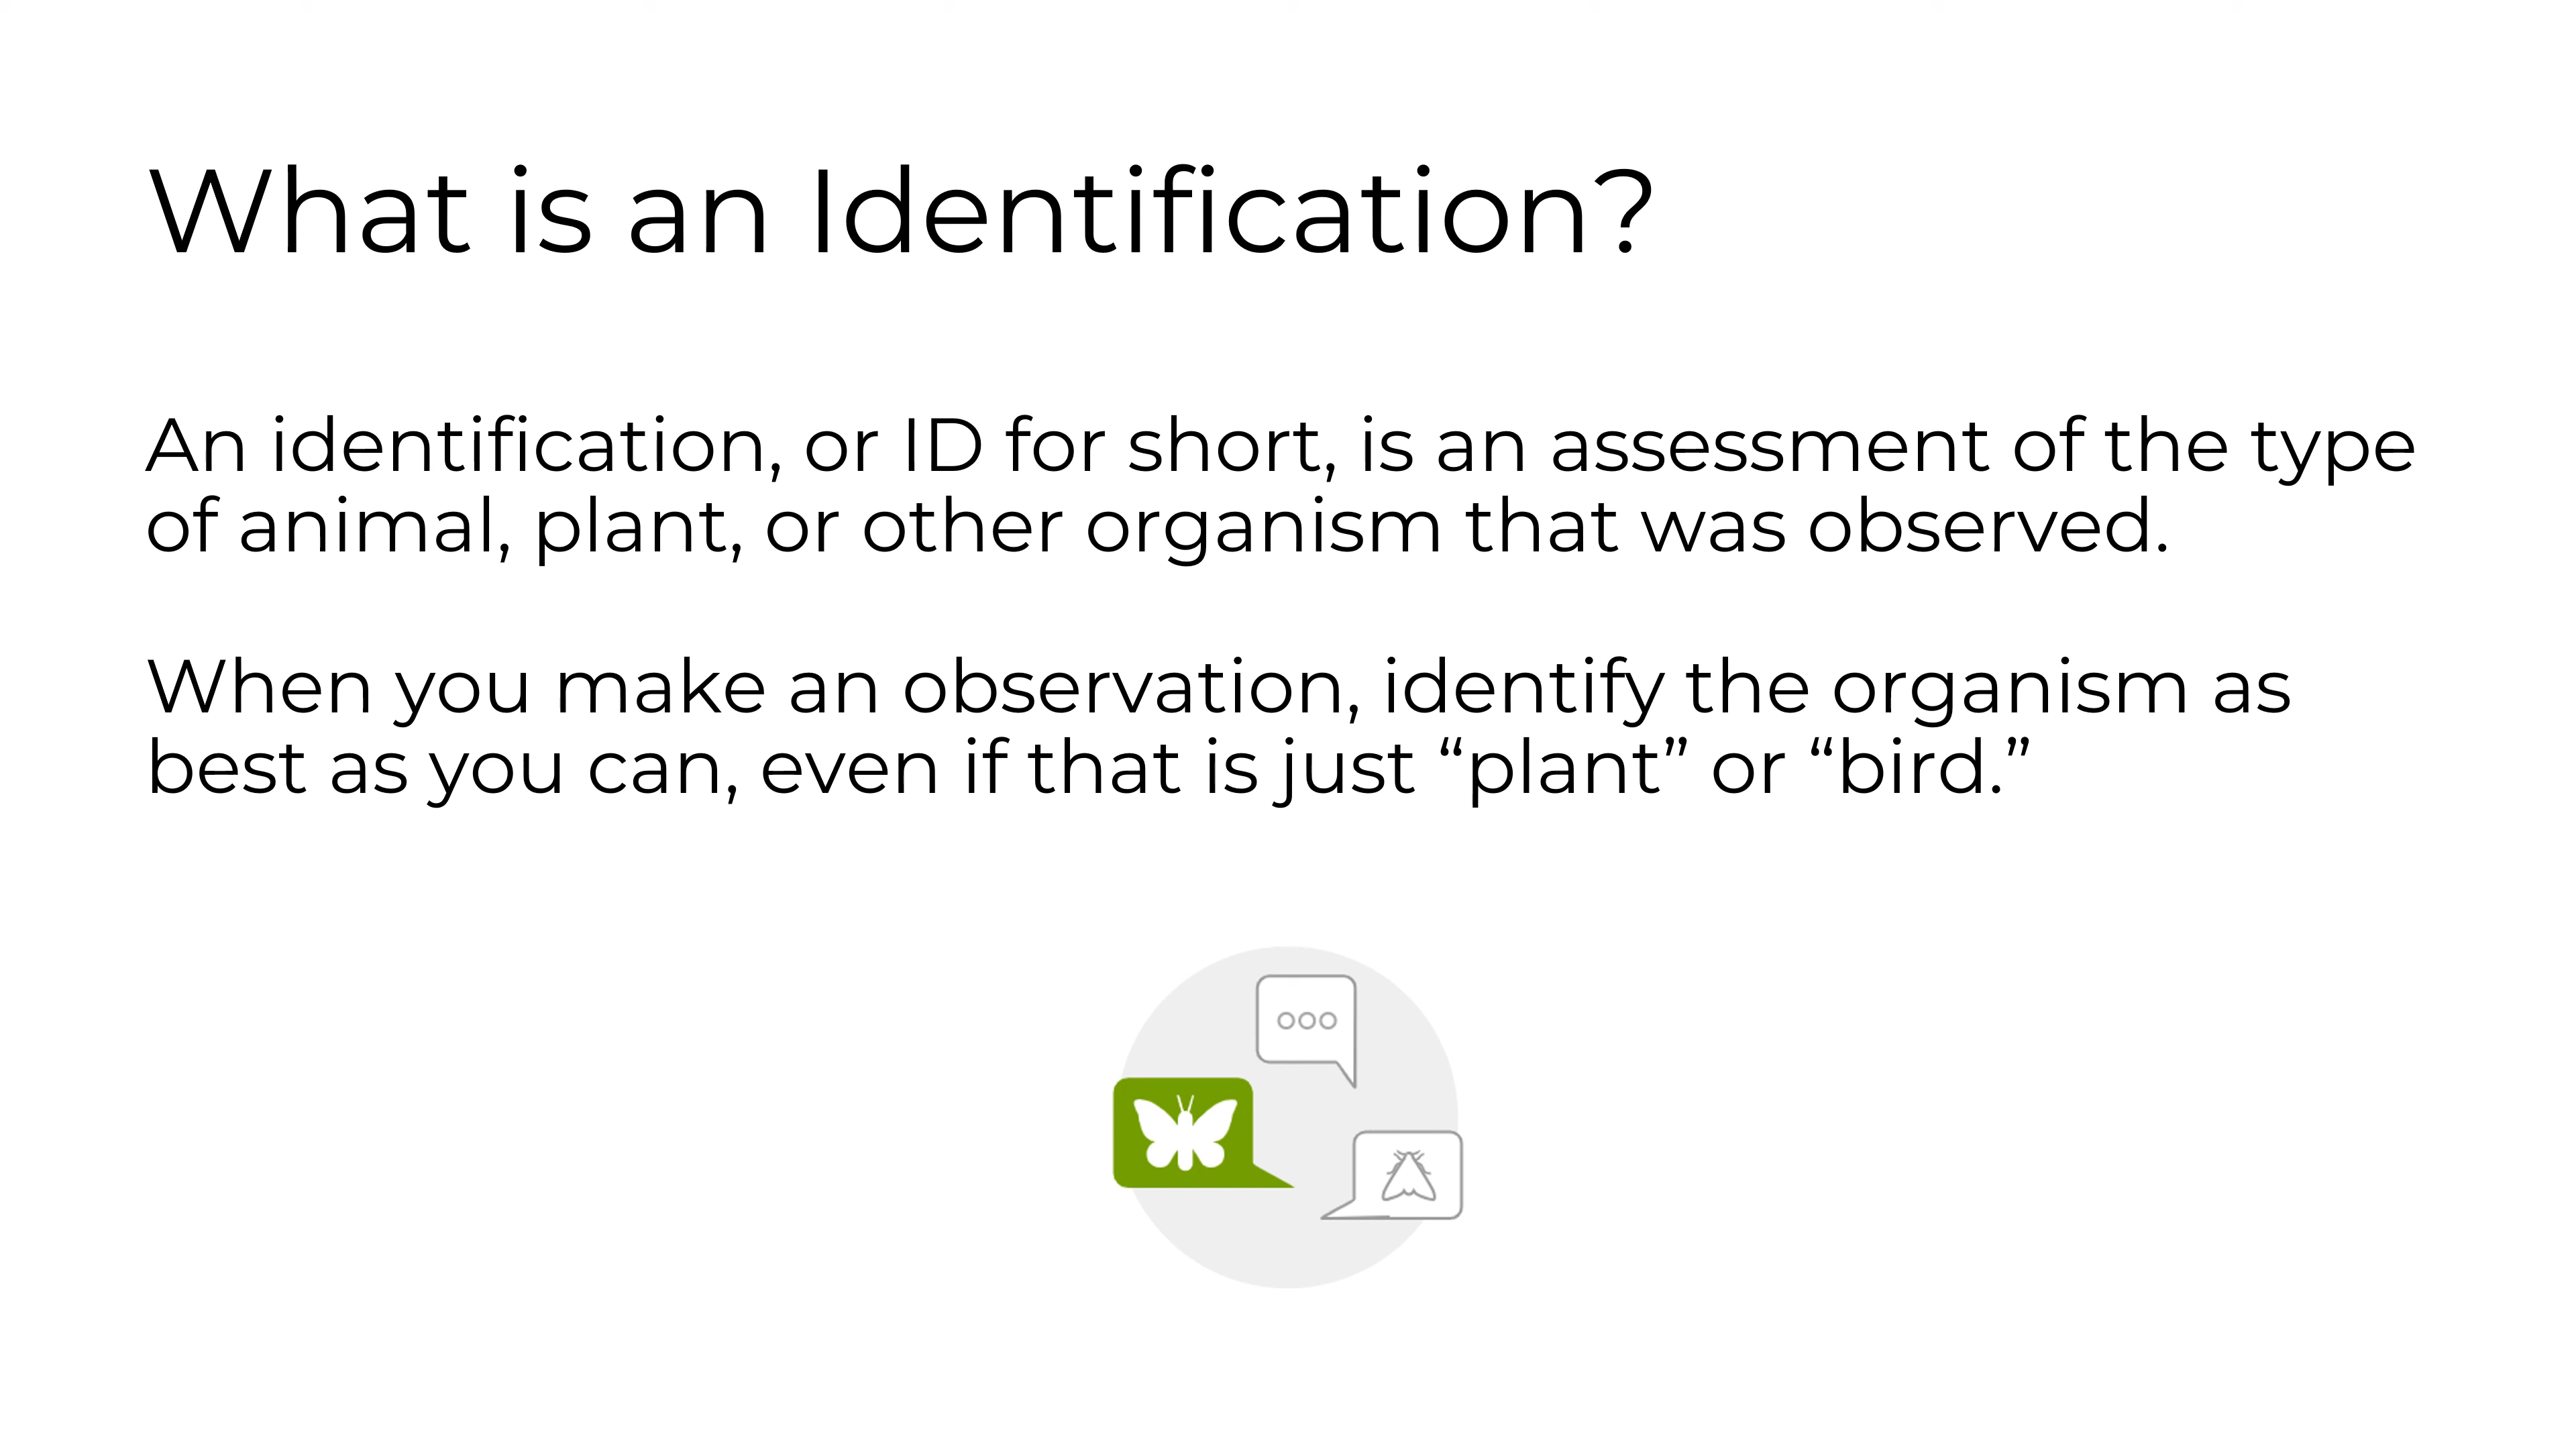 What is an Identification?
An identification, or ID for short, is an assessment of the type
of animal, plant, or other organism that was observed.
When you make an observation, identify the organism as
best as you can, even if that is just “plant” or “bird.”